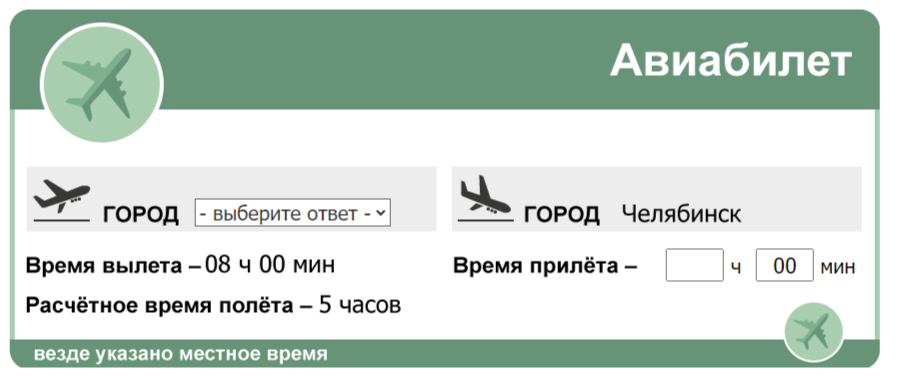 Авиабилет
ГОРОД - выберите ответ -
ГОРОД Челябинск
Время вылета – 08 ч 00 мин
Время прилёта – ч 00 мин
Расчётное время полёта – 5 часов
везде указано местное время